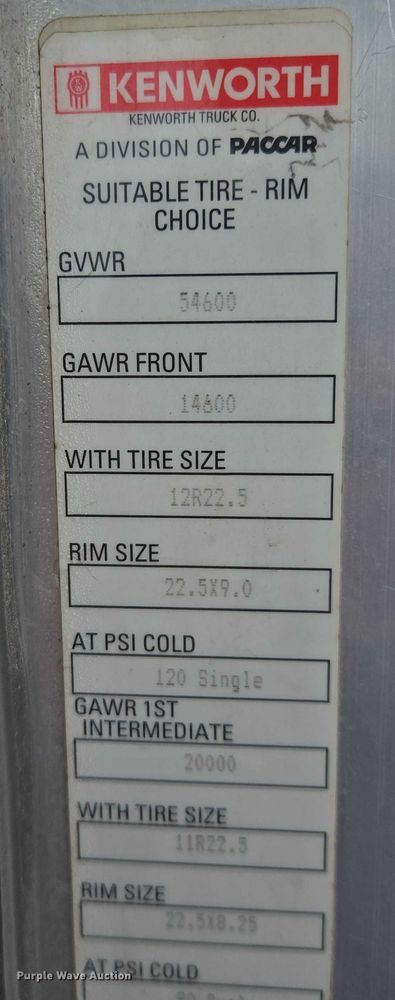 KENWORTH
KENWORTH TRUCK CO.
A DIVISION OF PACCAR
SUITABLE TIRE - RIM
CHOICE
GVWR
54600
GAWR FRONT
14600
WITH TIRE SIZE
12R22.5
RIM SIZE
22.5X9.0
AT PSI COLD
120 Single
GAWR 1ST
INTERMEDIATE
20000
WITH TIRE SIZE
11R22.5
RIM SIZE
22.5X8.25
AT PSI COLD
Purple Wave Auction